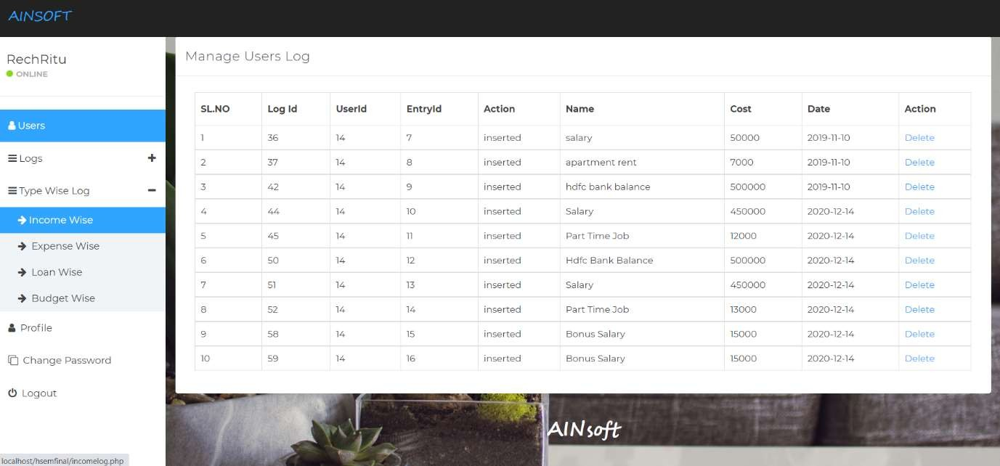 AINSOFT
RechRitu
ONLINE
Users
Logs
Type Wise Log
Income Wise
Expense Wise
Loan Wise
Budget Wise
Profile
Change Password
Logout
Manage Users Log
SL.NO Log Id UserId EntryId Action Name Cost Date Action
1 36 14 7 inserted salary 50000 2019-11-10 Delete
2 37 14 8 inserted apartment rent 7000 2019-11-10 Delete
3 42 14 9 inserted hdfc bank balance 500000 2019-11-10 Delete
4 44 14 10 inserted Salary 450000 2020-12-14 Delete
5 45 14 11 inserted Part Time Job 12000 2020-12-14 Delete
6 50 14 12 inserted Hdfc Bank Balance 500000 2020-12-14 Delete
7 51 14 13 inserted Salary 450000 2020-12-14 Delete
8 52 14 14 inserted Part Time Job 13000 2020-12-14 Delete
9 58 14 15 inserted Bonus Salary 15000 2020-12-14 Delete
10 59 14 16 inserted Bonus Salary 15000 2020-12-14 Delete
AINsoft
localhost/hsemfinal/incomelog.php